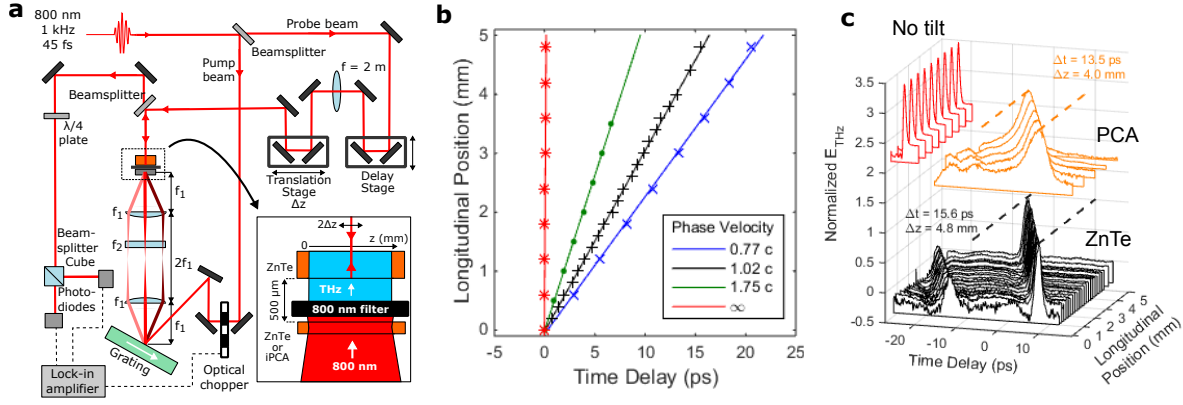 a
800 nm
1 kHz
45 fs
Probe beam
Beamsplitter
Pump
beam
f = 2 m
Beamsplitter
λ/4
plate
Translation
Stage
Δz
Delay
Stage
f₁
f₁
f₂
2f₁
f₁
f₁
Beam-
splitter
Cube
Photo-
diodes
Grating
Optical
chopper
Lock-in
amplifier
2Δz
0
z (mm)
ZnTe
THz
500 μm
800 nm filter
ZnTe
or
iPCA
800 nm
b
Longitudinal Position (mm)
5
4
3
2
1
0
-5
0
5
10
15
20
25
Time Delay (ps)
Phase Velocity
0.77 c
1.02 c
1.75 c
∞
c
No tilt
Δt = 13.5 ps
Δz = 4.0 mm
PCA
Δt = 15.6 ps
Δz = 4.8 mm
ZnTe
Normalized E_THz
3.5
3
2.5
2
1.5
1
0.5
0
-0.5
-20
-10
0
10
Time Delay (ps)
0
1
2
3
4
5
Longitudinal
Position (mm)